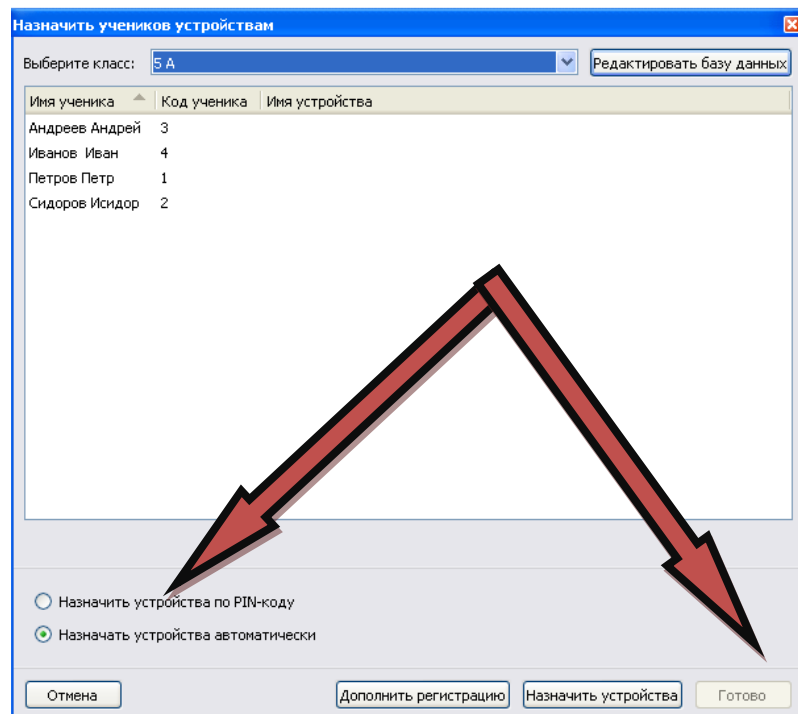 Назначить учеников устройствам
Выберите класс: 5 А Редактировать базу данных
Имя ученика Код ученика Имя устройства
Андреев Андрей 3
Иванов Иван 4
Петров Петр 1
Сидоров Исидор 2
Назначить устройства по PIN-коду
Назначать устройства автоматически
Отмена Дополнить регистрацию Назначить устройства Готово